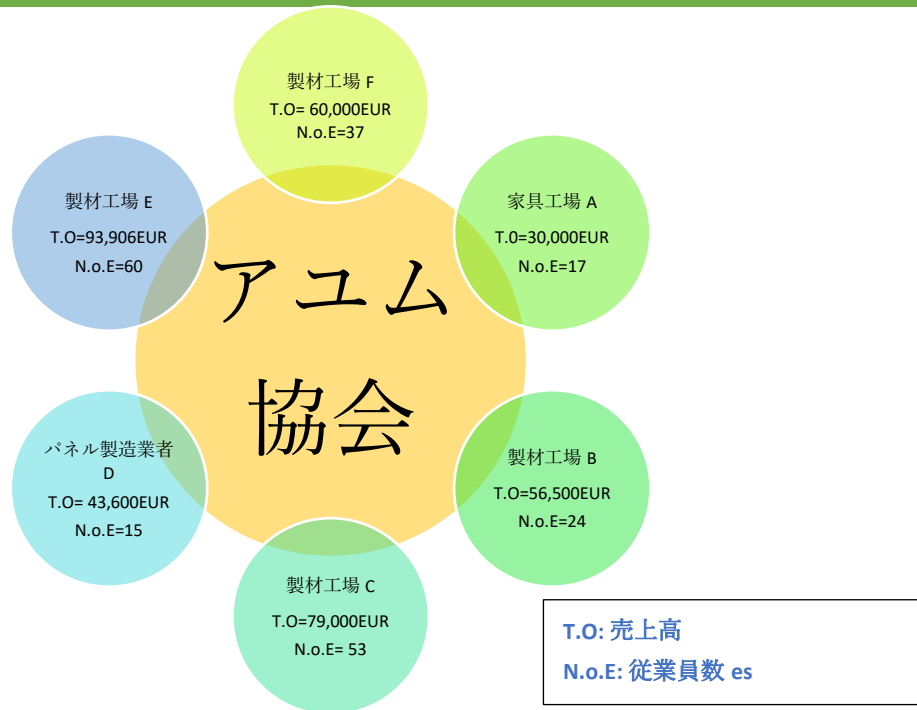 製材工場 F
T.O= 60,000EUR
N.o.E=37
製材工場 E
T.O=93,906EUR
N.o.E=60
家具工場 A
T.0=30,000EUR
N.o.E=17
アユム
協会
パネル製造業者
D
T.O= 43,600EUR
N.o.E=15
製材工場 B
T.O=56,500EUR
N.o.E=24
製材工場 C
T.O=79,000EUR
N.o.E= 53
T.O: 売上高
N.o.E: 従業員数 es